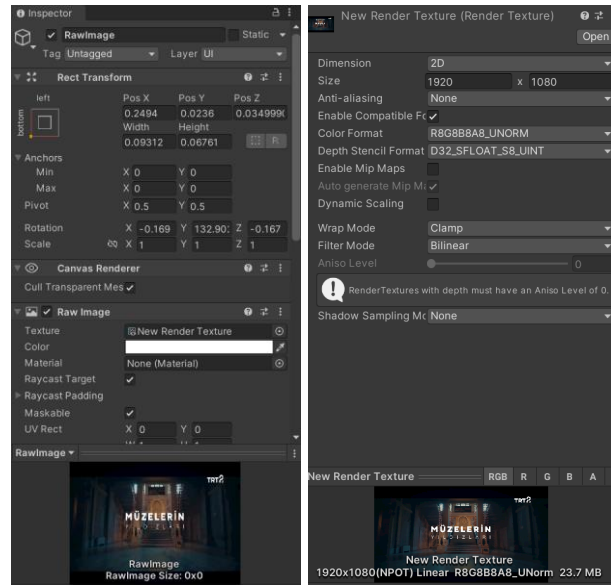 Inspector
RawImage
Static
Tag Untagged
Layer UI
Rect Transform
left
Pos X Pos Y Pos Z
0.2494 0.0236
bottom
Width Height
0.09312 0.06761
R
Anchors
Min X 0 Y 0
Max X 0 Y 0
Pivot X 0.5 Y 0.5
Rotation X -0.169 Y 132.90 Z -0.167
Scale X 1 Y 1 Z 1
Canvas Renderer
Cull Transparent Mes
Raw Image
Texture New Render Texture
Color
Material None (Material)
Raycast Target
Raycast Padding
Maskable
UV Rect X 0 Y 0
RawImage
TRT2
MÜZELERİN
YILDIZLARI
RawImage
RawImage Size: 0x0
New Render Texture (Render Texture)
Open
Dimension 2D
Size 1920 x 1080
Anti-aliasing None
Enable Compatible Fo
Color Format R8G8B8A8_UNORM
Depth Stencil Format D32_SFLOAT_S8_UINT
Enable Mip Maps
Auto generate Mip Ma
Dynamic Scaling
Wrap Mode Clamp
Filter Mode Bilinear
Aniso Level 0
RenderTextures with depth must have an Aniso Level of 0.
Shadow Sampling Mo None
New Render Texture RGB R G B A
TRT2
MÜZELERİN
YILDIZLARI
New Render Texture
1920x1080(NPOT) Linear R8G8B8A8_UNorm 23.7 MB